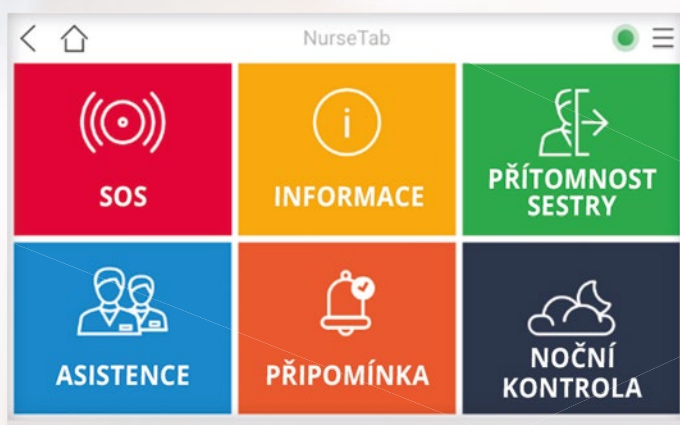 NurseTab
SOS
INFORMACE
PŘÍTOMNOST
SESTRY
ASISTENCE
PŘIPOMÍNKA
NOČNÍ
KONTROLA